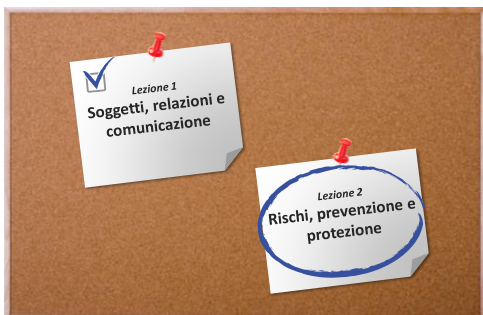 Lezione 1
Soggetti, relazioni e
comunicazione
Lezione 2
Rischi, prevenzione e
protezione